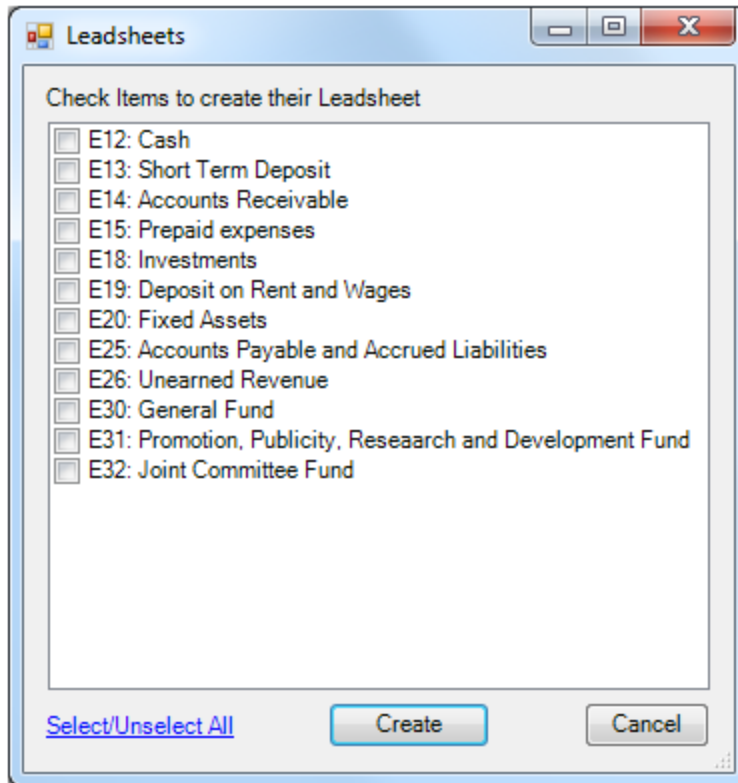 Leadsheets
Check Items to create their Leadsheet
E12: Cash
E13: Short Term Deposit
E14: Accounts Receivable
E15: Prepaid expenses
E18: Investments
E19: Deposit on Rent and Wages
E20: Fixed Assets
E25: Accounts Payable and Accrued Liabilities
E26: Unearned Revenue
E30: General Fund
E31: Promotion, Publicity, Reseaarch and Development Fund
E32: Joint Committee Fund
Select/Unselect All Create Cancel